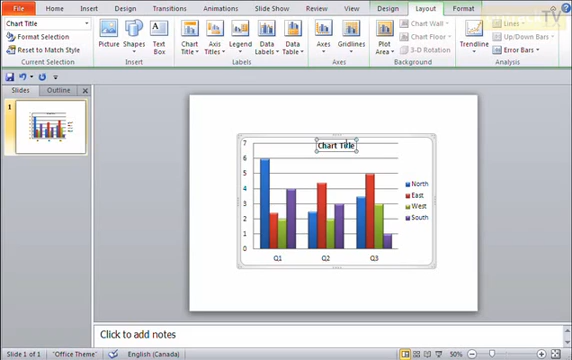 File Home Insert Design Transitions Animations Slide Show Review View Design Layout Format
TV
Chart Title
Format Selection
Reset to Match Style
Current Selection
Picture Shapes Text Box
Insert
Chart Title Axis Titles Legend Data Labels Data Table
Labels
Axes Gridlines
Axes
Plot Area
Chart Wall
Chart Floor
3-D Rotation
Background
Trendline
Lines
Up/Down Bars
Error Bars
Analysis
Slides Outline
1
Chart Title
7
6
5
4
3
2
1
0
Q1 Q2 Q3
North
East
West
South
Click to add notes
Slide 1 of 1 "Office Theme" English (Canada) 50%